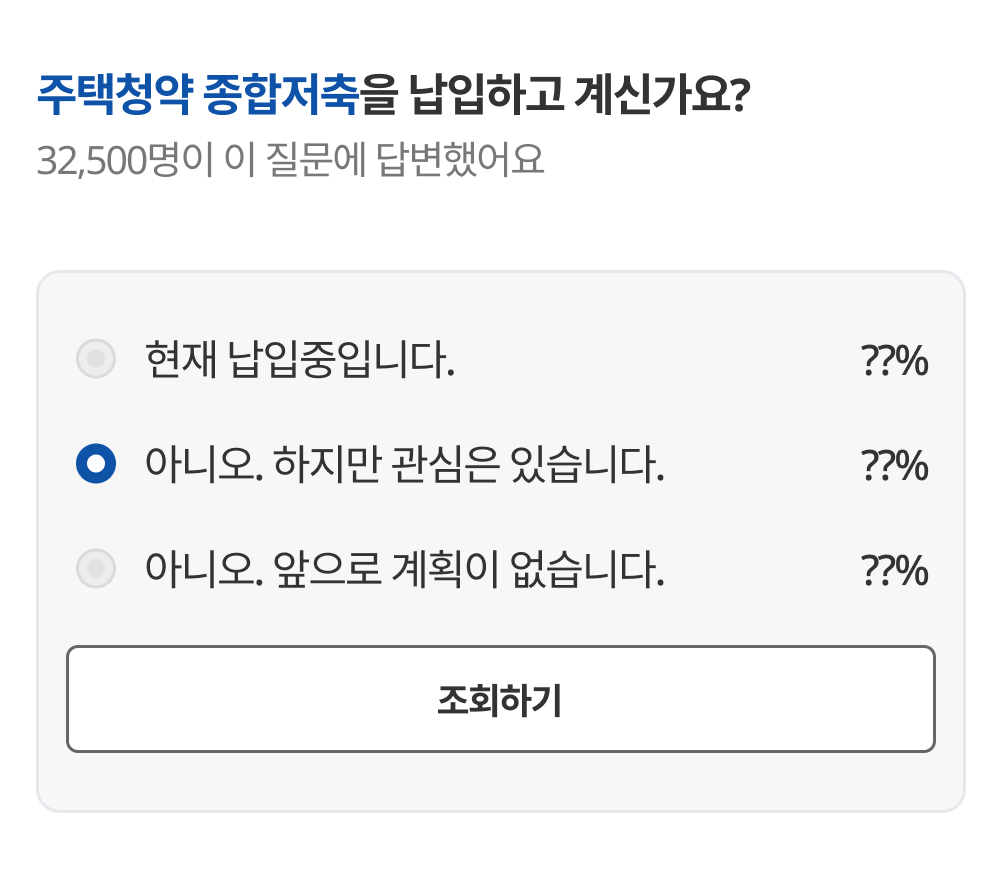 주택청약 종합저축을 납입하고 계신가요?
32,500명이 이 질문에 답변했어요
현재 납입중입니다. ??%
아니오. 하지만 관심은 있습니다. ??%
아니오. 앞으로 계획이 없습니다. ??%
조회하기